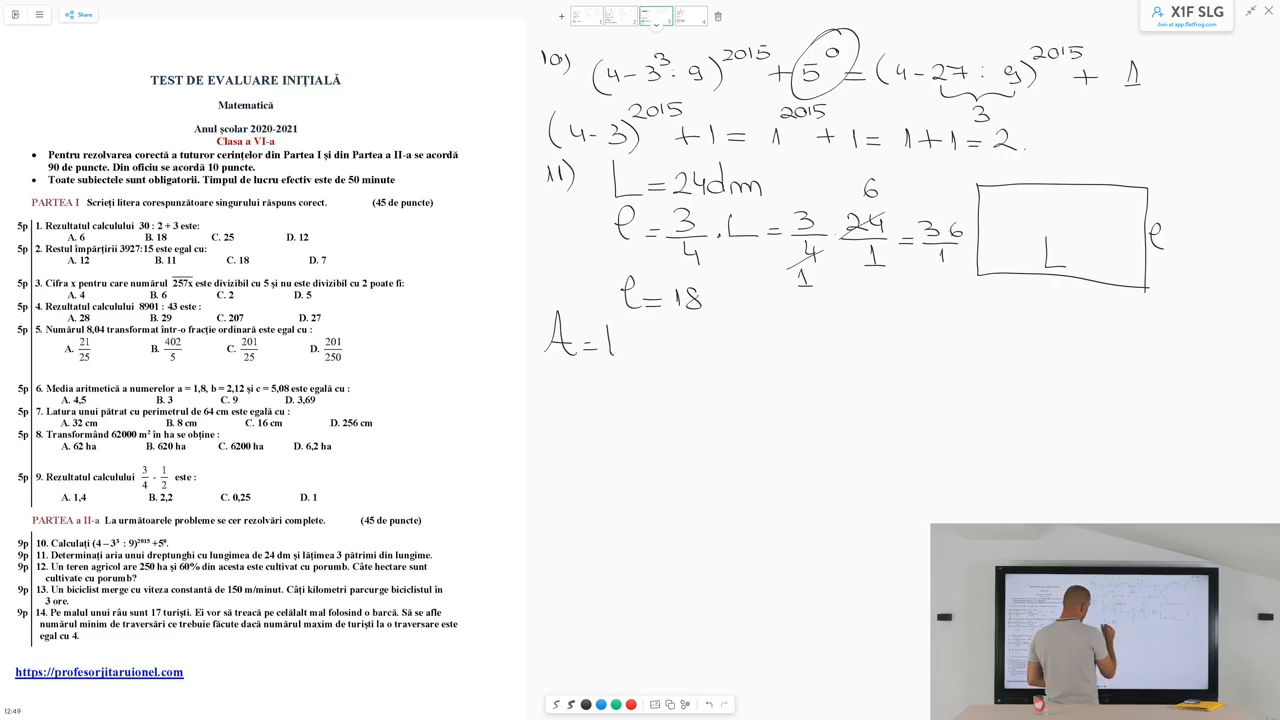 Share
X1F SLG
Join at app.flatfrog.com
TEST DE EVALUARE INIȚIALĂ
Matematică
Anul școlar 2020-2021
Clasa a VI-a
• Pentru rezolvarea corectă a tuturor cerințelor din Partea I și din Partea a II-a se acordă
90 de puncte. Din oficiu se acordă 10 puncte.
• Toate subiectele sunt obligatorii. Timpul de lucru efectiv este de 50 minute
PARTEA I Scrieți litera corespunzătoare singurului răspuns corect. (45 de puncte)
5p 1. Rezultatul calculului 30 : 2 + 3 este:
A. 6 B. 18 C. 25 D. 12
5p 2. Restul împărțirii 3927:15 este egal cu:
A. 12 B. 11 C. 18 D. 7
5p 3. Cifra x pentru care numărul 257x este divizibil cu 5 și nu este divizibil cu 2 poate fi:
A. 4 B. 6 C. 2 D. 5
5p 4. Rezultatul calculului 8901 : 43 este :
A. 28 B. 29 C. 207 D. 27
5p 5. Numărul 8,04 transformat într-o fracție ordinară este egal cu :
A. 21/25 B. 402/5 C. 201/25 D. 201/250
5p 6. Media aritmetică a numerelor a = 1,8, b = 2,12 și c = 5,08 este egală cu :
A. 4,5 B. 3 C. 9 D. 3,69
5p 7. Latura unui pătrat cu perimetrul de 64 cm este egală cu :
A. 32 cm B. 8 cm C. 16 cm D. 256 cm
5p 8. Transformând 62000 m² în ha se obține :
A. 62 ha B. 620 ha C. 6200 ha D. 6,2 ha
5p 9. Rezultatul calculului 3/4 - 1/2 este :
A. 1,4 B. 2,2 C. 0,25 D. 1
PARTEA a II-a La următoarele probleme se cer rezolvări complete. (45 de puncte)
9p 10. Calculați (4 – 3³ : 9)²⁰¹⁵ +5⁰.
9p 11. Determinați aria unui dreptunghi cu lungimea de 24 dm și lățimea 3 pătrimi din lungime.
9p 12. Un teren agricol are 250 ha și 60% din acesta este cultivat cu porumb. Câte hectare sunt
cultivate cu porumb?
9p 13. Un biciclist merge cu viteza constantă de 150 m/minut. Câți kilometri parcurge biciclistul în
3 ore.
9p 14. Pe malul unui râu sunt 17 turiști. Ei vor să treacă pe celălalt mal folosind o barcă. Să se afle
numărul minim de traversări ce trebuie făcute dacă numărul maxim de turiști la o traversare este
egal cu 4.
https://profesorjitaruionel.com
12:49
10) (4-3³:9)²⁰¹⁵ + 5⁰ = (4-27:9)²⁰¹⁵ + 1
3
(4-3)²⁰¹⁵ + 1 = 1²⁰¹⁵ + 1 = 1+1 = 2.
11) L = 24dm
6
ℓ = 3/4 · L = 3/4 · 24/1 = 3·6/1
1
L ℓ
ℓ = 18
A = l